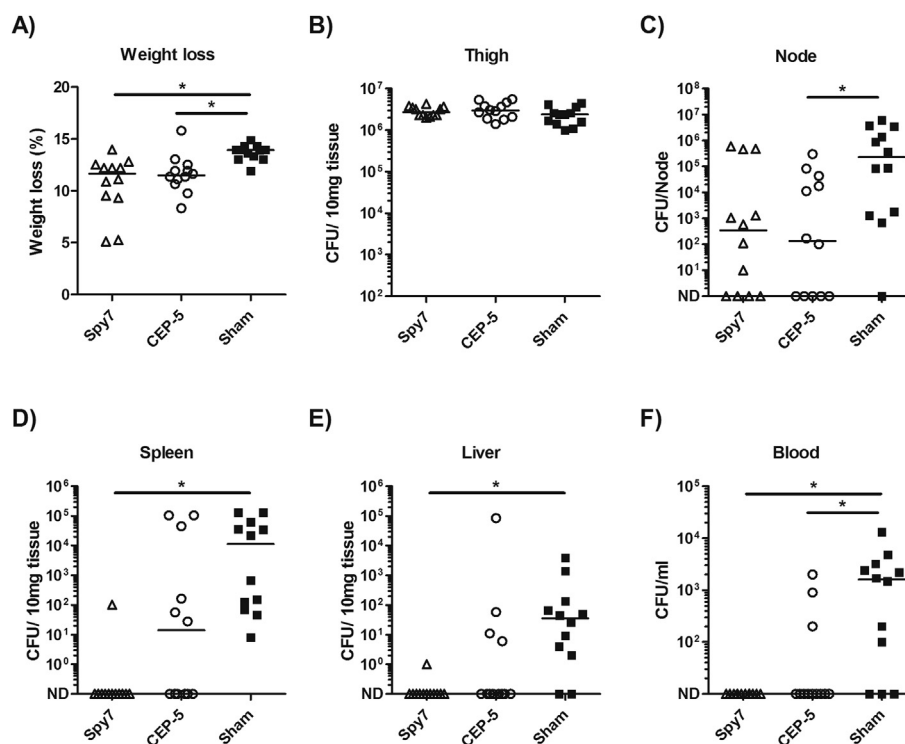 A)
Weight loss
Weight loss (%)
20
15
10
5
0
*
*
Spy7
CEP-5
Sham
B)
Thigh
CFU/ 10mg tissue
10⁷
10⁶
10⁵
10⁴
10³
10²
Spy7
CEP-5
Sham
C)
Node
CFU/Node
10⁸
10⁷
10⁶
10⁵
10⁴
10³
10²
10¹
ND
*
Spy7
CEP-5
Sham
D)
Spleen
CFU/ 10mg tissue
10⁶
10⁵
10⁴
10³
10²
10¹
10⁰
ND
*
Spy7
CEP-5
Sham
E)
Liver
CFU/ 10mg tissue
10⁶
10⁵
10⁴
10³
10²
10¹
10⁰
ND
*
Spy7
CEP-5
Sham
F)
Blood
CFU/ml
10⁵
10⁴
10³
10²
ND
*
*
Spy7
CEP-5
Sham